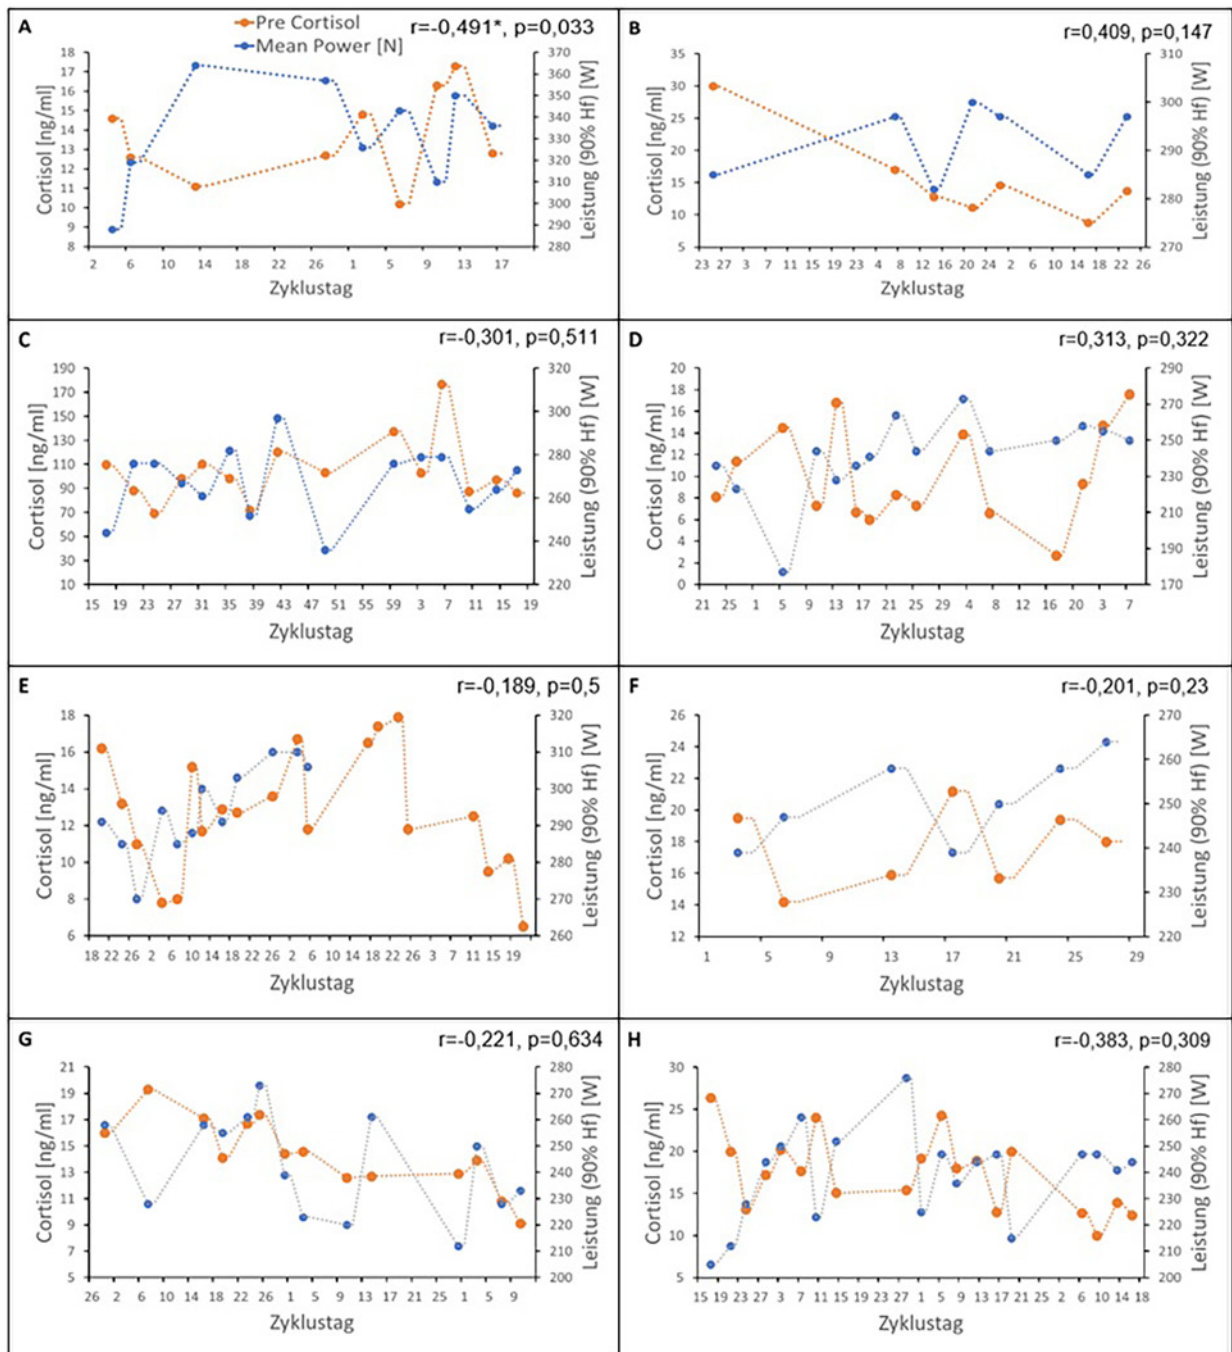 A
Pre Cortisol
Mean Power [N]
r=-0,491*, p=0,033
Cortisol [ng/ml]
18
17
16
15
14
13
12
11
10
9
8
370
360
350
340
330
320
310
300
290
280
Leistung (90% Hf) [W]
2 6 10 14 18 22 26 1 5 9 13 17
Zyklustag
B
r=0,409, p=0,147
Cortisol [ng/ml]
35
30
25
20
15
10
5
310
300
290
280
270
Leistung (90% Hf) [W]
23 27 3 7 11 15 19 23 4 8 12 16 20 24 2 6 14 18 22 26
Zyklustag
C
r=-0,301, p=0,511
Cortisol [ng/ml]
190
170
150
130
110
90
70
50
30
10
320
300
280
260
240
220
Leistung (90% Hf) [W]
15 19 23 27 31 35 39 43 47 51 55 59 3 7 11 15 19
Zyklustag
D
r=0,313, p=0,322
Cortisol [ng/ml]
20
18
16
14
12
10
8
6
4
2
0
290
270
250
230
210
190
170
Leistung (90% Hf) [W]
21 25 1 5 9 13 17 21 25 29 4 8 12 16 20 3 7
Zyklustag
E
r=-0,189, p=0,5
Cortisol [ng/ml]
18
16
14
12
10
8
6
320
310
300
290
280
270
260
Leistung (90% Hf) [W]
18 22 26 2 6 10 14 18 22 26 2 6 10 14 18 22 26 3 7 11 15 19
Zyklustag
F
r=-0,201, p=0,23
Cortisol [ng/ml]
26
24
22
20
18
16
14
12
270
260
250
240
230
220
Leistung (90% Hf) [W]
1 5 9 13 17 21 25 29
Zyklustag
G
r=-0,221, p=0,634
Cortisol [ng/ml]
21
19
17
15
13
11
9
7
5
280
270
260
250
240
230
220
210
200
Leistung (90% Hf) [W]
26 2 6 10 14 18 22 26 1 5 9 13 17 21 25 1 5 9
Zyklustag
H
r=-0,383, p=0,309
Cortisol [ng/ml]
30
25
20
15
10
5
280
270
260
250
240
230
220
210
200
Leistung (90% Hf) [W]
15 19 23 27 3 7 11 15 19 23 27 1 5 9 13 17 21 25 2 6 10 14 18
Zyklustag